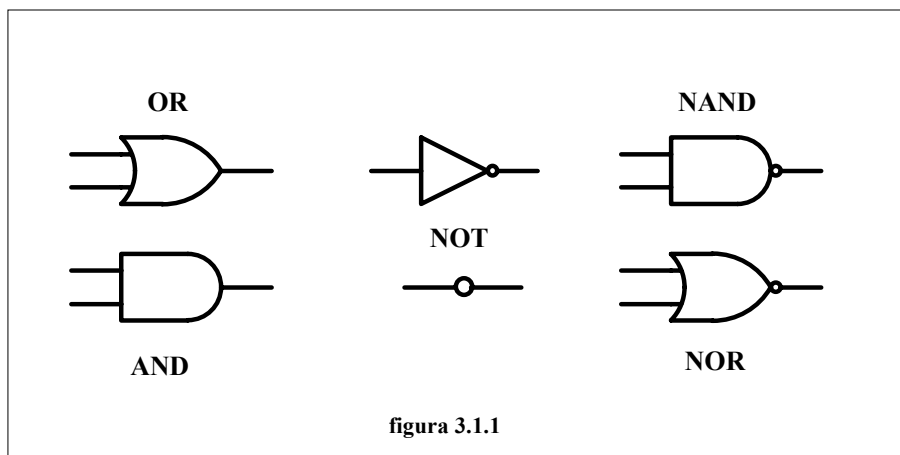 OR
NAND
NOT
AND
NOR
figura 3.1.1